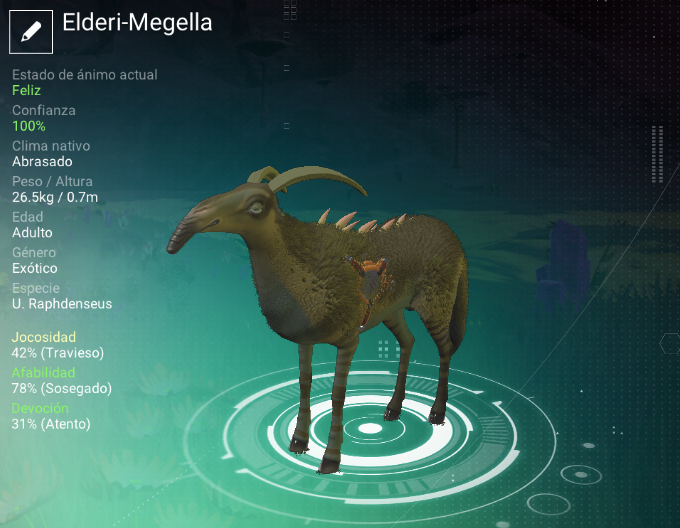 Elderi-Megella
Estado de ánimo actual
Feliz
Confianza
100%
Clima nativo
Abrasado
Peso / Altura
26.5kg / 0.7m
Edad
Adulto
Género
Exótico
Especie
U. Raphdenseus
Jocosidad
42% (Travieso)
Afabilidad
78% (Sosegado)
Devoción
31% (Atento)